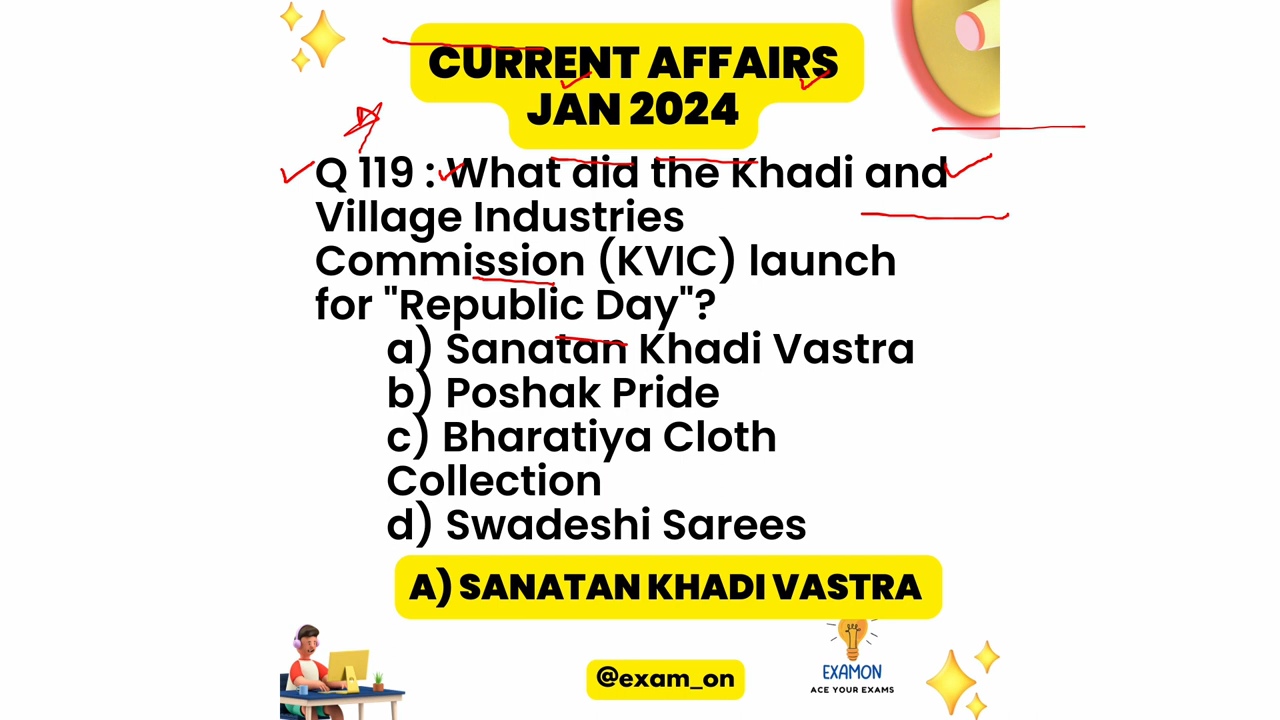 CURRENT AFFAIRS
JAN 2024
Q 119 : What did the Khadi and
Village Industries
Commission (KVIC) launch
for "Republic Day"?
a) Sanatan Khadi Vastra
b) Poshak Pride
c) Bharatiya Cloth
Collection
d) Swadeshi Sarees
A) SANATAN KHADI VASTRA
@exam_on
EXAMON
ACE YOUR EXAMS